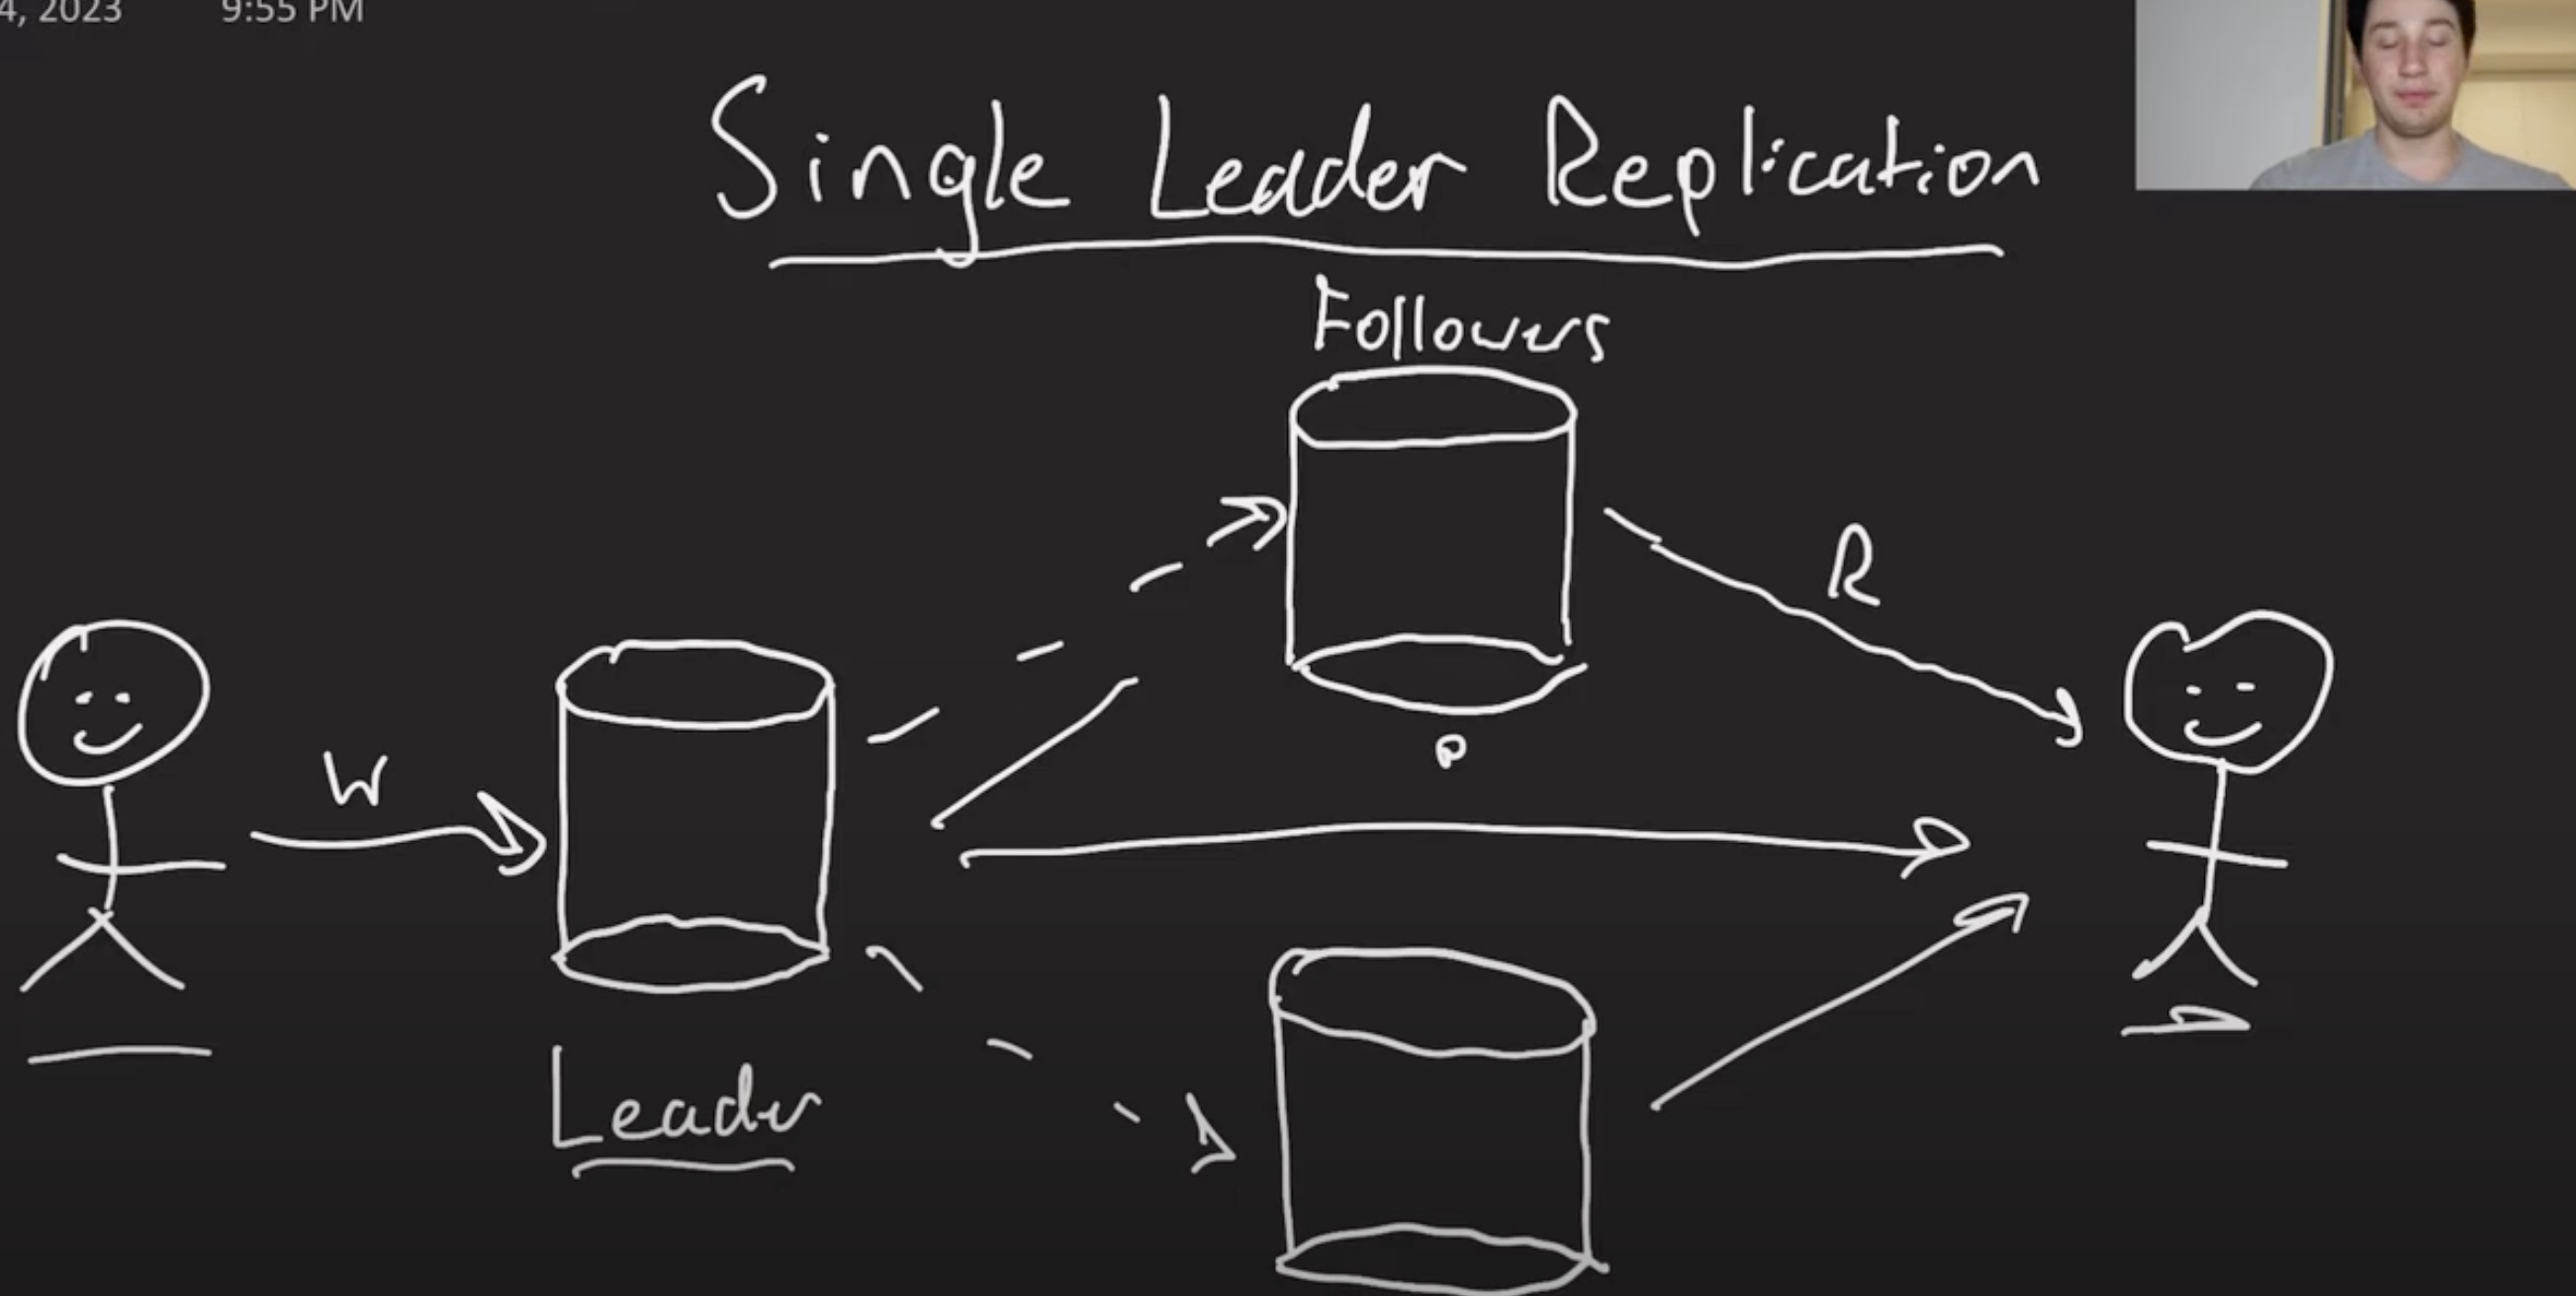 4, 2023 9:55 PM
Single Leader Replication
Followers
R
W
Leader